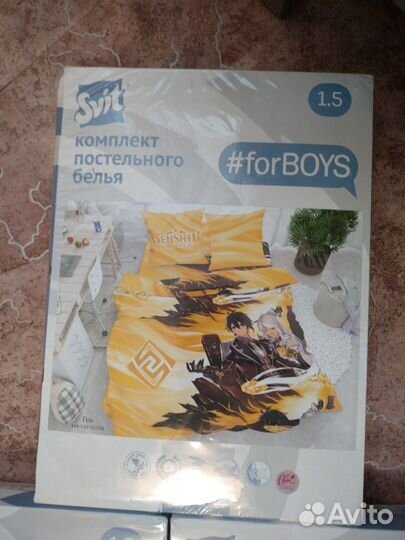 Svit
1.5
комплект
постельного
белья
#forBOYS
GENSHIN
Гео
Avito